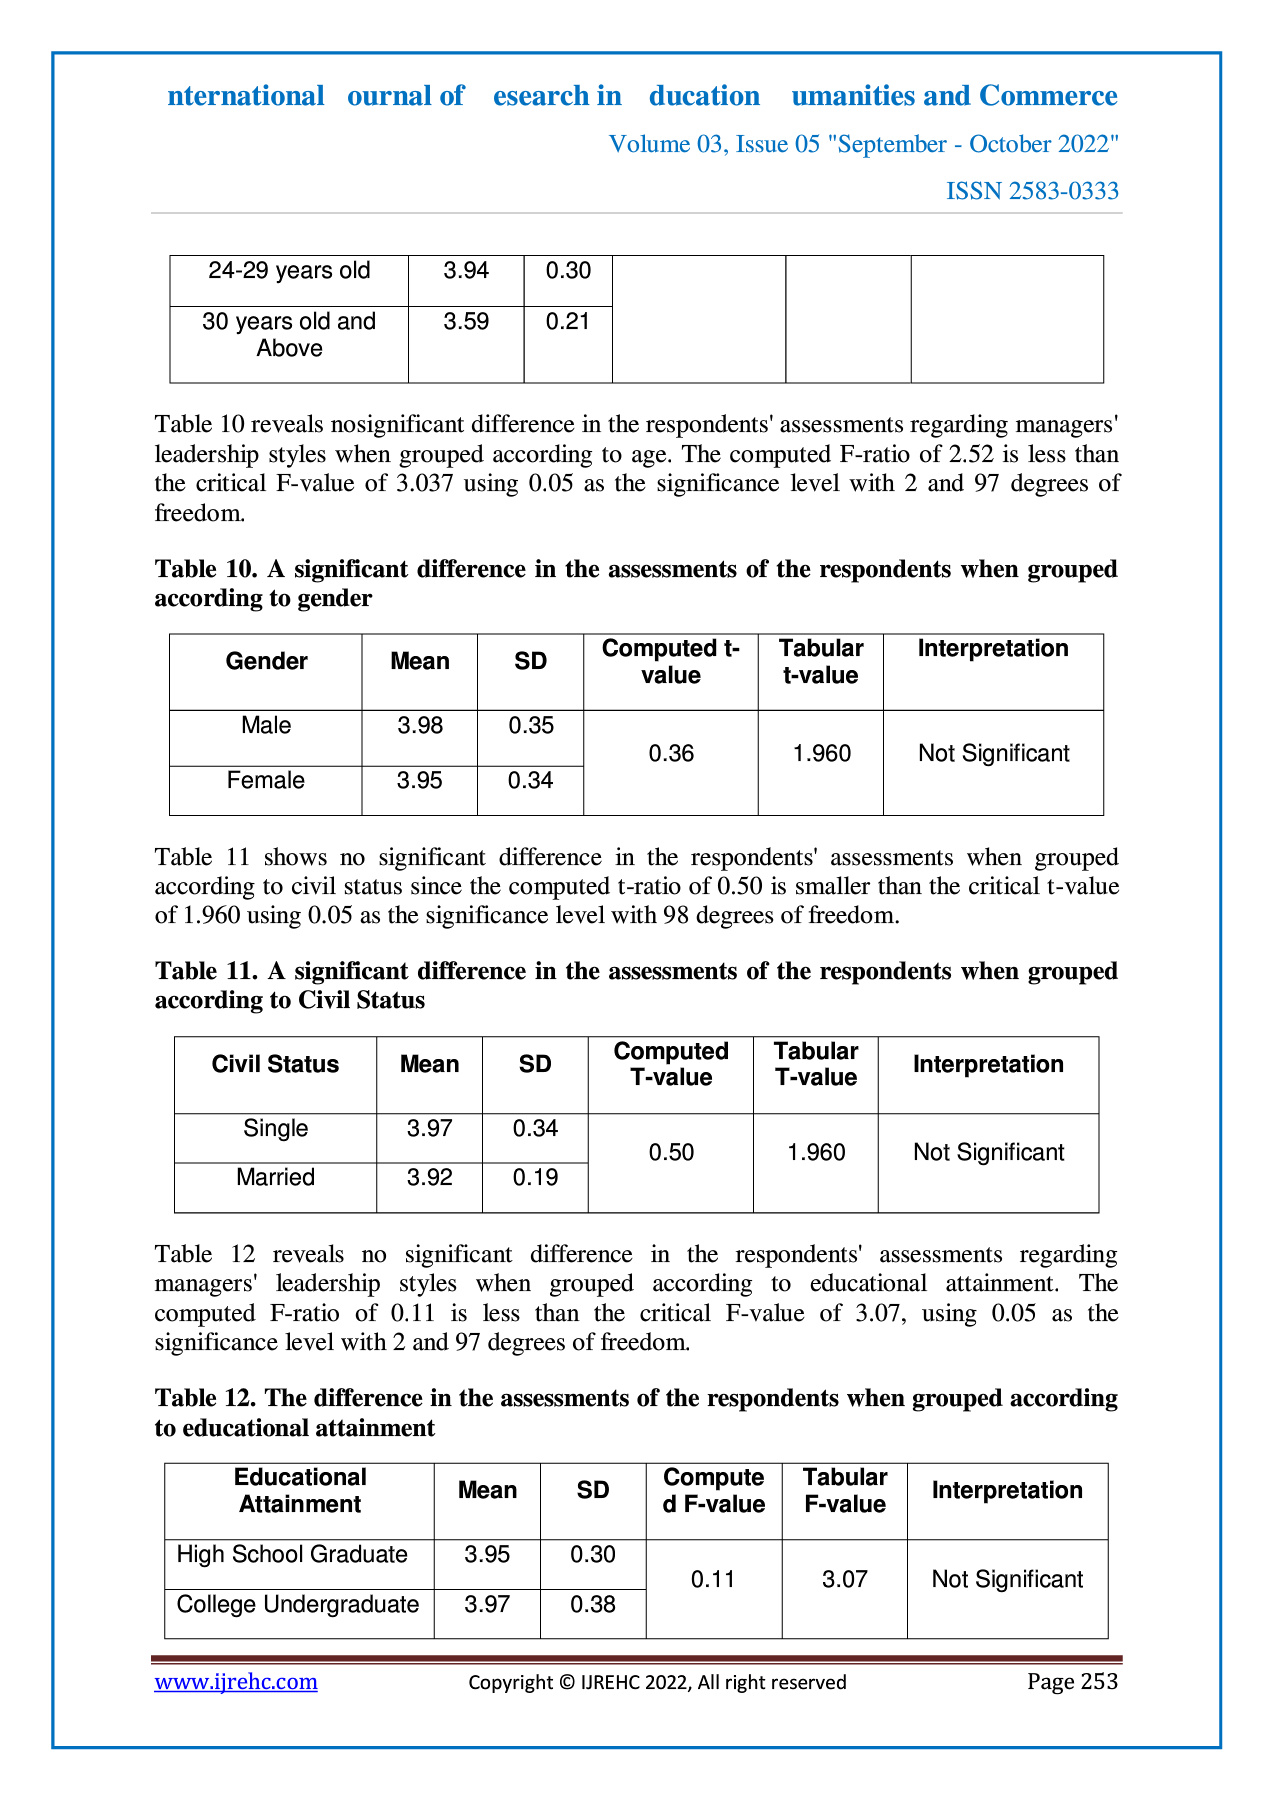 nternational ournal of esearch in ducation umanities and Commerce
Volume 03, Issue 05 "September - October 2022"
ISSN 2583-0333
24-29 years old 3.94 0.30
30 years old and 3.59 0.21
Above
Table 10 reveals nosignificant difference in the respondents' assessments regarding managers'
leadership styles when grouped according to age. The computed F-ratio of 2.52 is less than
the critical F-value of 3.037 using 0.05 as the significance level with 2 and 97 degrees of
freedom.
Table 10. A significant difference in the assessments of the respondents when grouped
according to gender
Gender Mean SD Computed t- Tabular Interpretation
value t-value
Male 3.98 0.35
0.36 1.960 Not Significant
Female 3.95 0.34
Table 11 shows no significant difference in the respondents' assessments when grouped
according to civil status since the computed t-ratio of 0.50 is smaller than the critical t-value
of 1.960 using 0.05 as the significance level with 98 degrees of freedom.
Table 11. A significant difference in the assessments of the respondents when grouped
according to Civil Status
Civil Status Mean SD Computed Tabular Interpretation
T-value T-value
Single 3.97 0.34
0.50 1.960 Not Significant
Married 3.92 0.19
Table 12 reveals no significant difference in the respondents' assessments regarding
managers' leadership styles when grouped according to educational attainment. The
computed F-ratio of 0.11 is less than the critical F-value of 3.07, using 0.05 as the
significance level with 2 and 97 degrees of freedom.
Table 12. The difference in the assessments of the respondents when grouped according
to educational attainment
Educational Mean SD Compute Tabular Interpretation
Attainment d F-value F-value
High School Graduate 3.95 0.30
0.11 3.07 Not Significant
College Undergraduate 3.97 0.38
www.ijrehc.com Copyright © IJREHC 2022, All right reserved Page 253